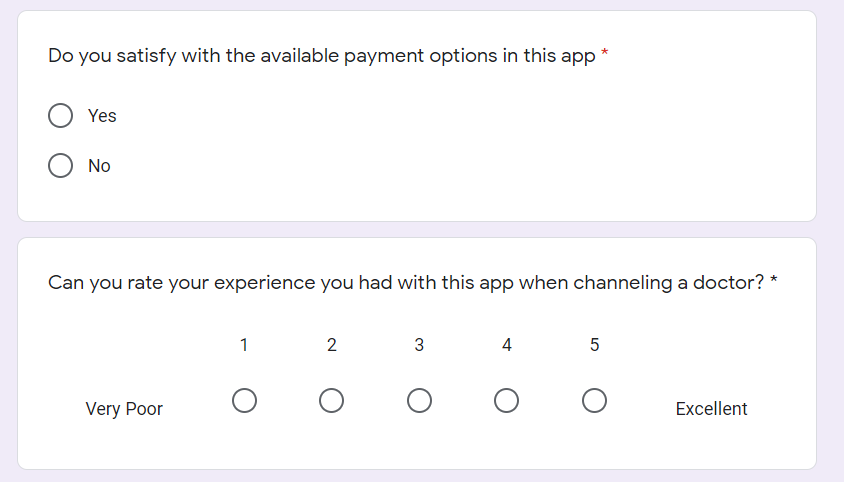 Do you satisfy with the available payment options in this app *
Yes
No
Can you rate your experience you had with this app when channeling a doctor? *
1 2 3 4 5
Very Poor Excellent